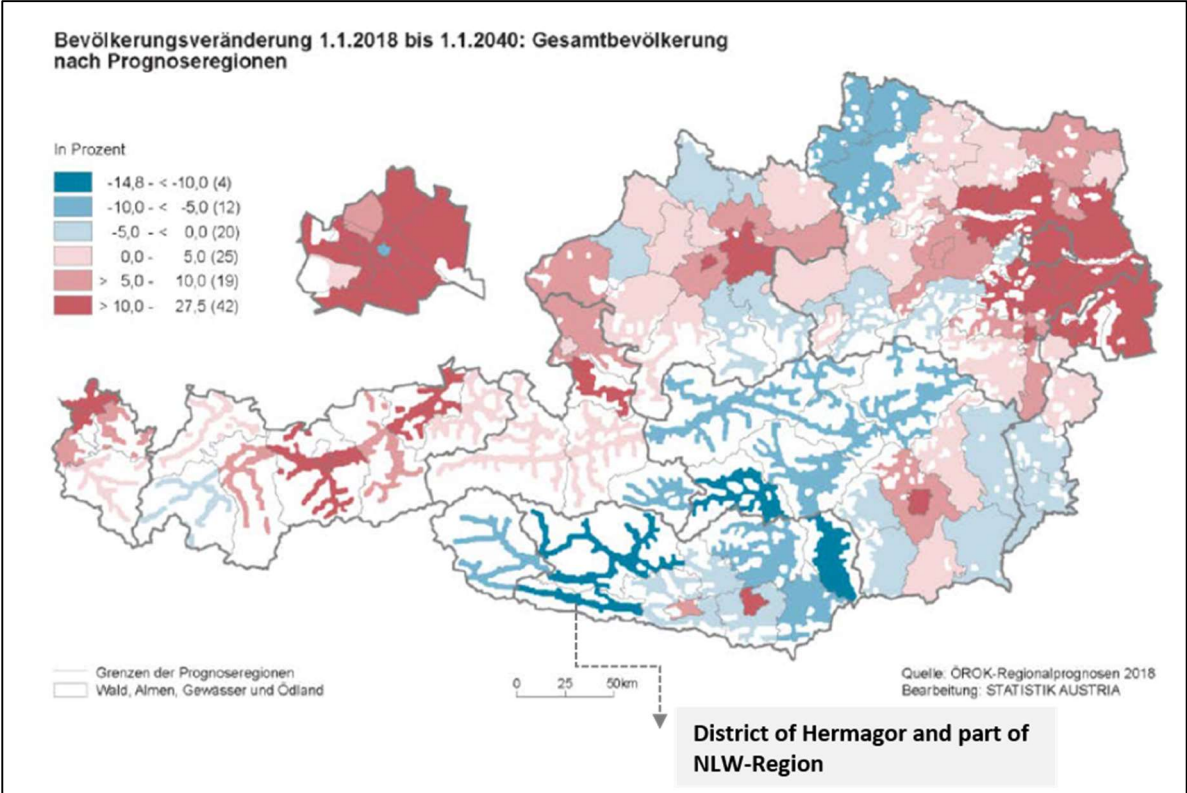 Bevölkerungsveränderung 1.1.2018 bis 1.1.2040: Gesamtbevölkerung
nach Prognoseregionen
In Prozent
-14,8 - < -10,0 (4)
-10,0 - < -5,0 (12)
-5,0 - < 0,0 (20)
0,0 - 5,0 (25)
> 5,0 - 10,0 (19)
> 10,0 - 27,5 (42)
Grenzen der Prognoseregionen
Wald, Almen, Gewässer und Ödland
0 25 50km
Quelle: ÖROK-Regionalprognosen 2018
Bearbeitung: STATISTIK AUSTRIA
District of Hermagor and part of
NLW-Region